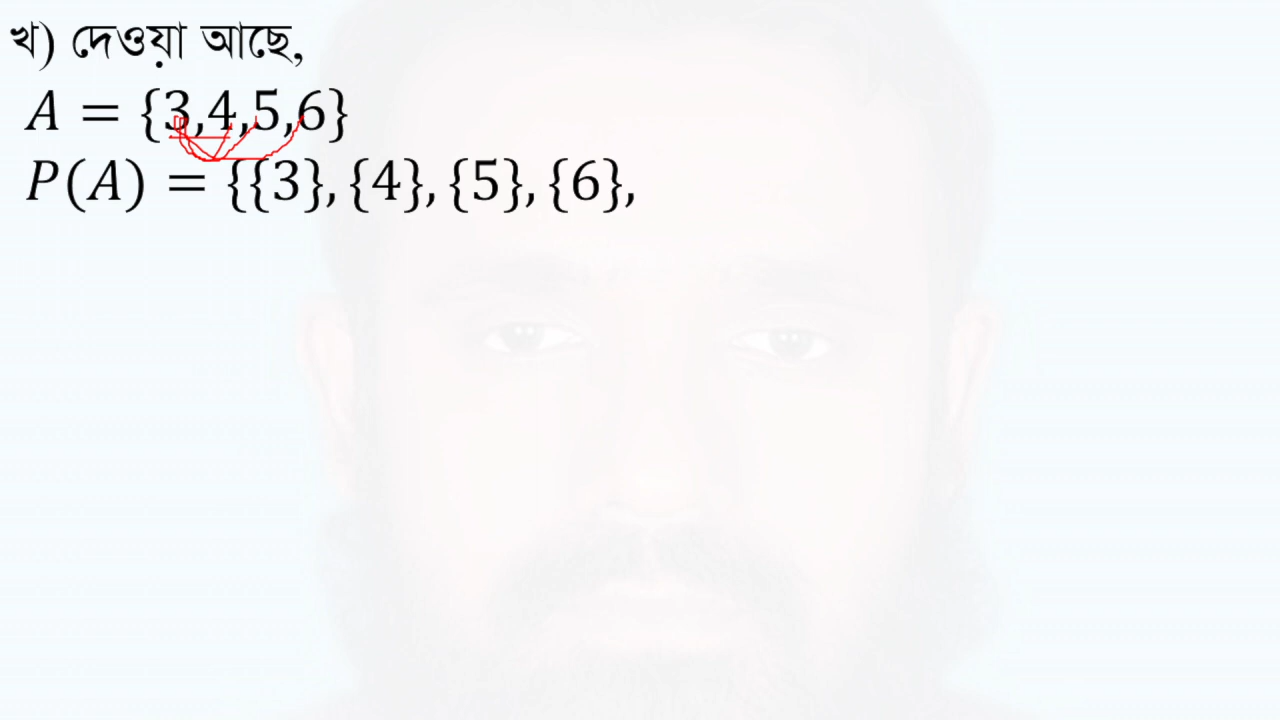 খ) দেওয়া আছে,
A = {3,4,5,6}
P(A) = {{3}, {4}, {5}, {6},